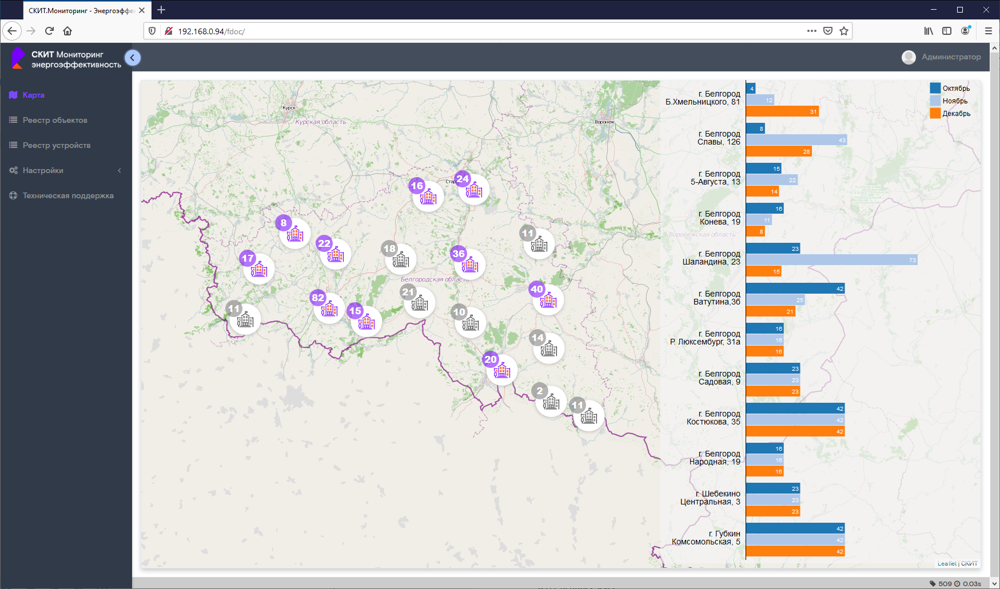 СКИТ.Мониторинг - Энергоэффе
192.168.0.94/fdoc/
СКИТ Мониторинг
энергоэффективность
Администратор
Карта
Реестр объектов
Реестр устройств
Настройки
Техническая поддержка
Курск
Курская область
Воронеж
24
16
8
11
22
18
36
17
Белгородская область
40
21
82
15
11
10
14
20
2
11
Воронежская область
Хопёрский
государственный
природный
заповедник
Октябрь
Ноябрь
Декабрь
г. Белгород
Б.Хмельницкого, 81
4
12
31
г. Белгород
Славы, 126
8
43
28
г. Белгород
5-Августа, 13
15
22
14
г. Белгород
Конева, 19
16
11
8
г. Белгород
Шаландина, 23
23
73
15
г. Белгород
Ватутина,3б
42
25
21
г. Белгород
Р. Люксембург, 31а
16
16
16
г. Белгород
Садовая, 9
23
23
23
г. Белгород
Костюкова, 35
42
42
42
г. Белгород
Народная, 19
16
16
16
г. Шебекино
Центральная, 3
23
23
23
г. Губкин
Комсомольская, 5
42
42
42
Leaflet | СКИТ
509 0.03s